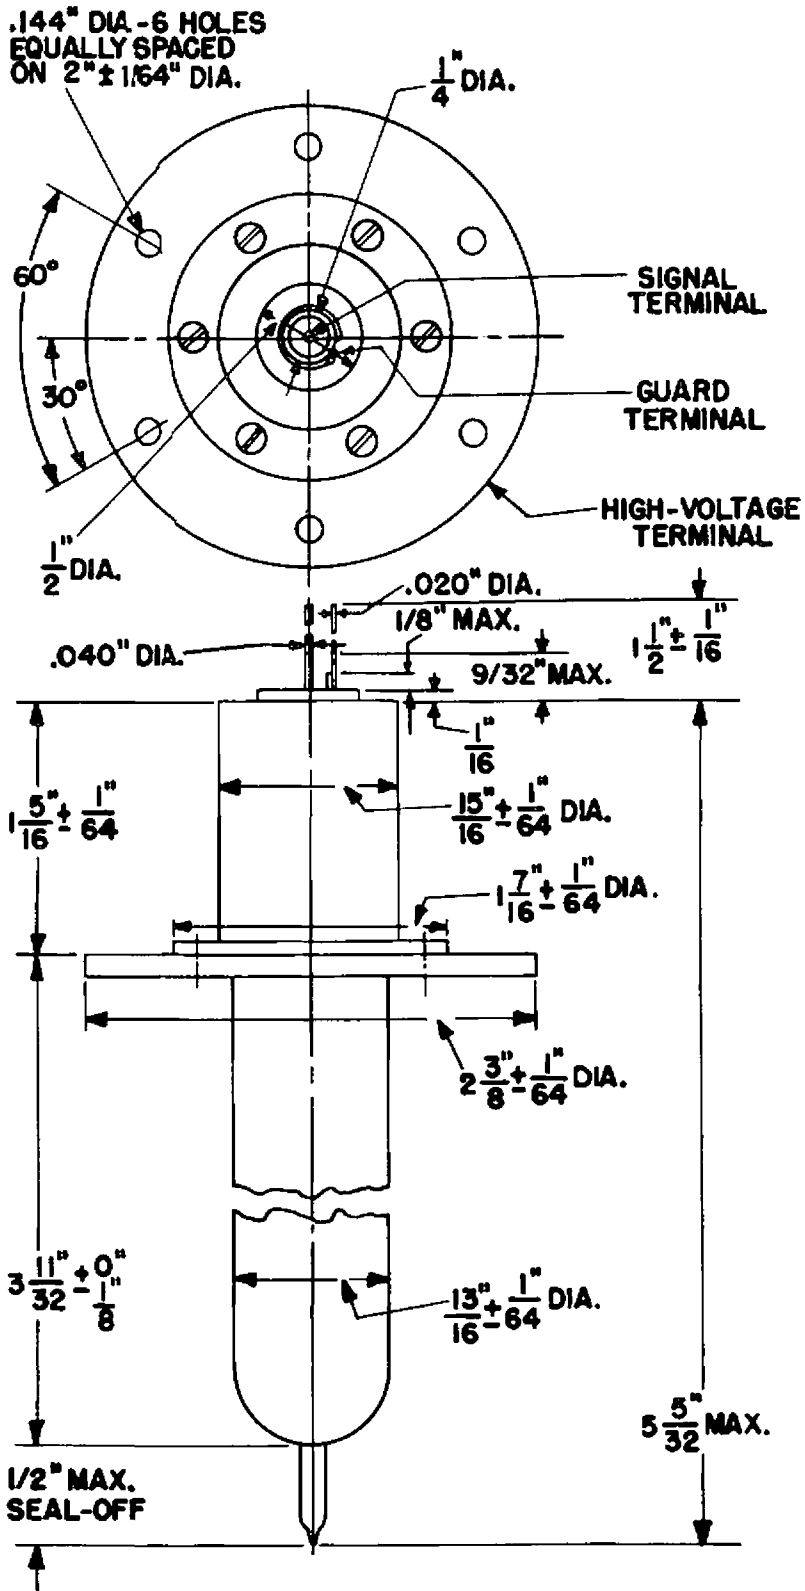 .144" DIA-6 HOLES
EQUALLY SPACED
ON 2" ± 1/64" DIA.
1/4" DIA.
60°
SIGNAL
TERMINAL
30°
GUARD
TERMINAL
HIGH-VOLTAGE
TERMINAL
1/2" DIA.
.020" DIA.
1/8" MAX.
1 1/2" ± 1/16"
.040" DIA.
9/32" MAX.
1/16"
1 5/16" ± 1/64"
15/16" ± 1/64" DIA.
1 7/16" ± 1/64" DIA.
2 3/8" ± 1/64" DIA.
3 11/32" ± 0" 1/8"
13/16" ± 1/64" DIA.
5 5/32" MAX.
1/2" MAX.
SEAL-OFF